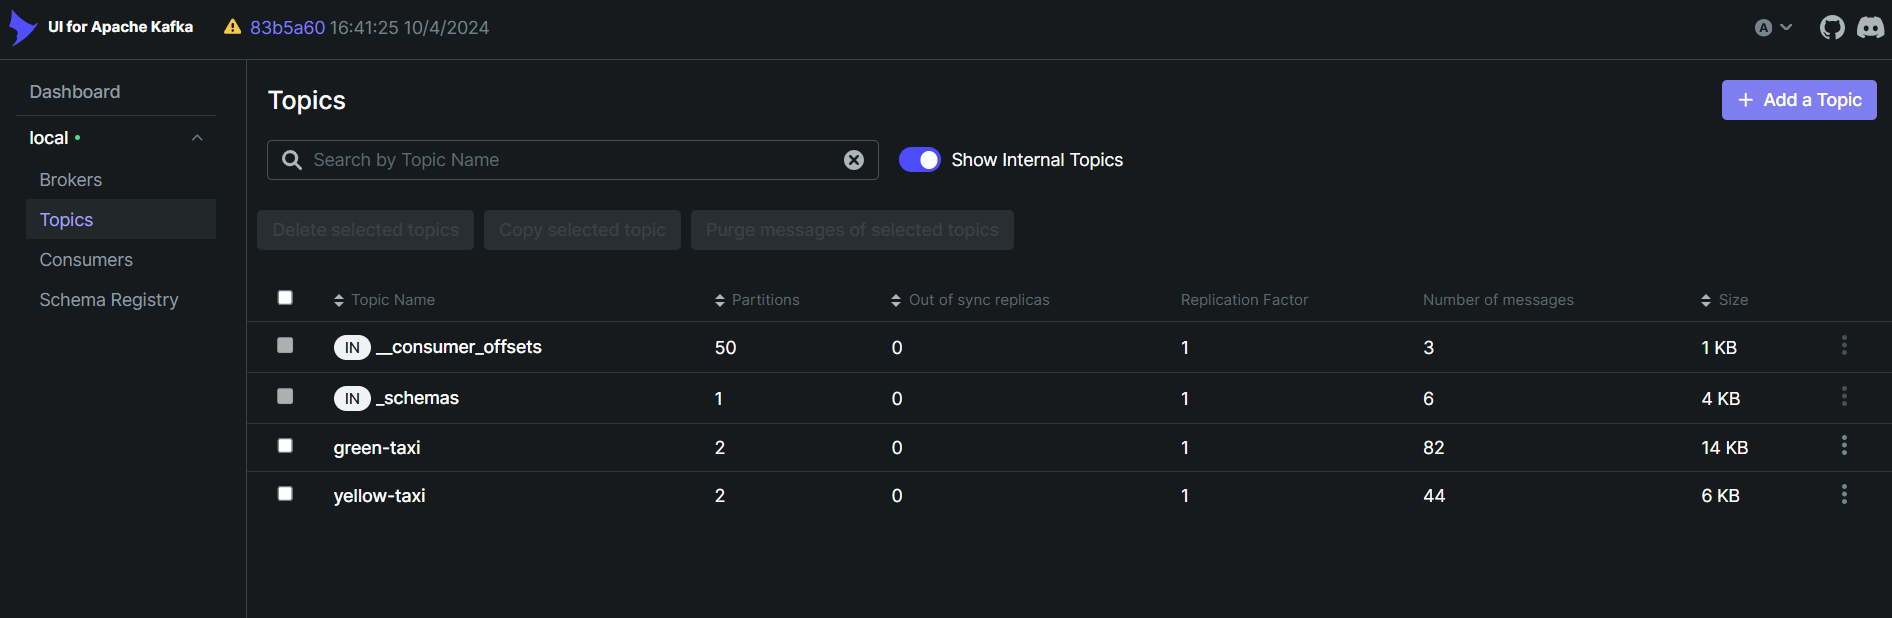 UI for Apache Kafka 83b5a60 16:41:25 10/4/2024 A
Dashboard
local
Brokers
Topics
Consumers
Schema Registry
Topics
Add a Topic
Search by Topic Name
Show Internal Topics
Delete selected topics Copy selected topic Purge messages of selected topics
Topic Name Partitions Out of sync replicas Replication Factor Number of messages Size
IN __consumer_offsets 50 0 1 3 1 KB
IN _schemas 1 0 1 6 4 KB
green-taxi 2 0 1 82 14 KB
yellow-taxi 2 0 1 44 6 KB